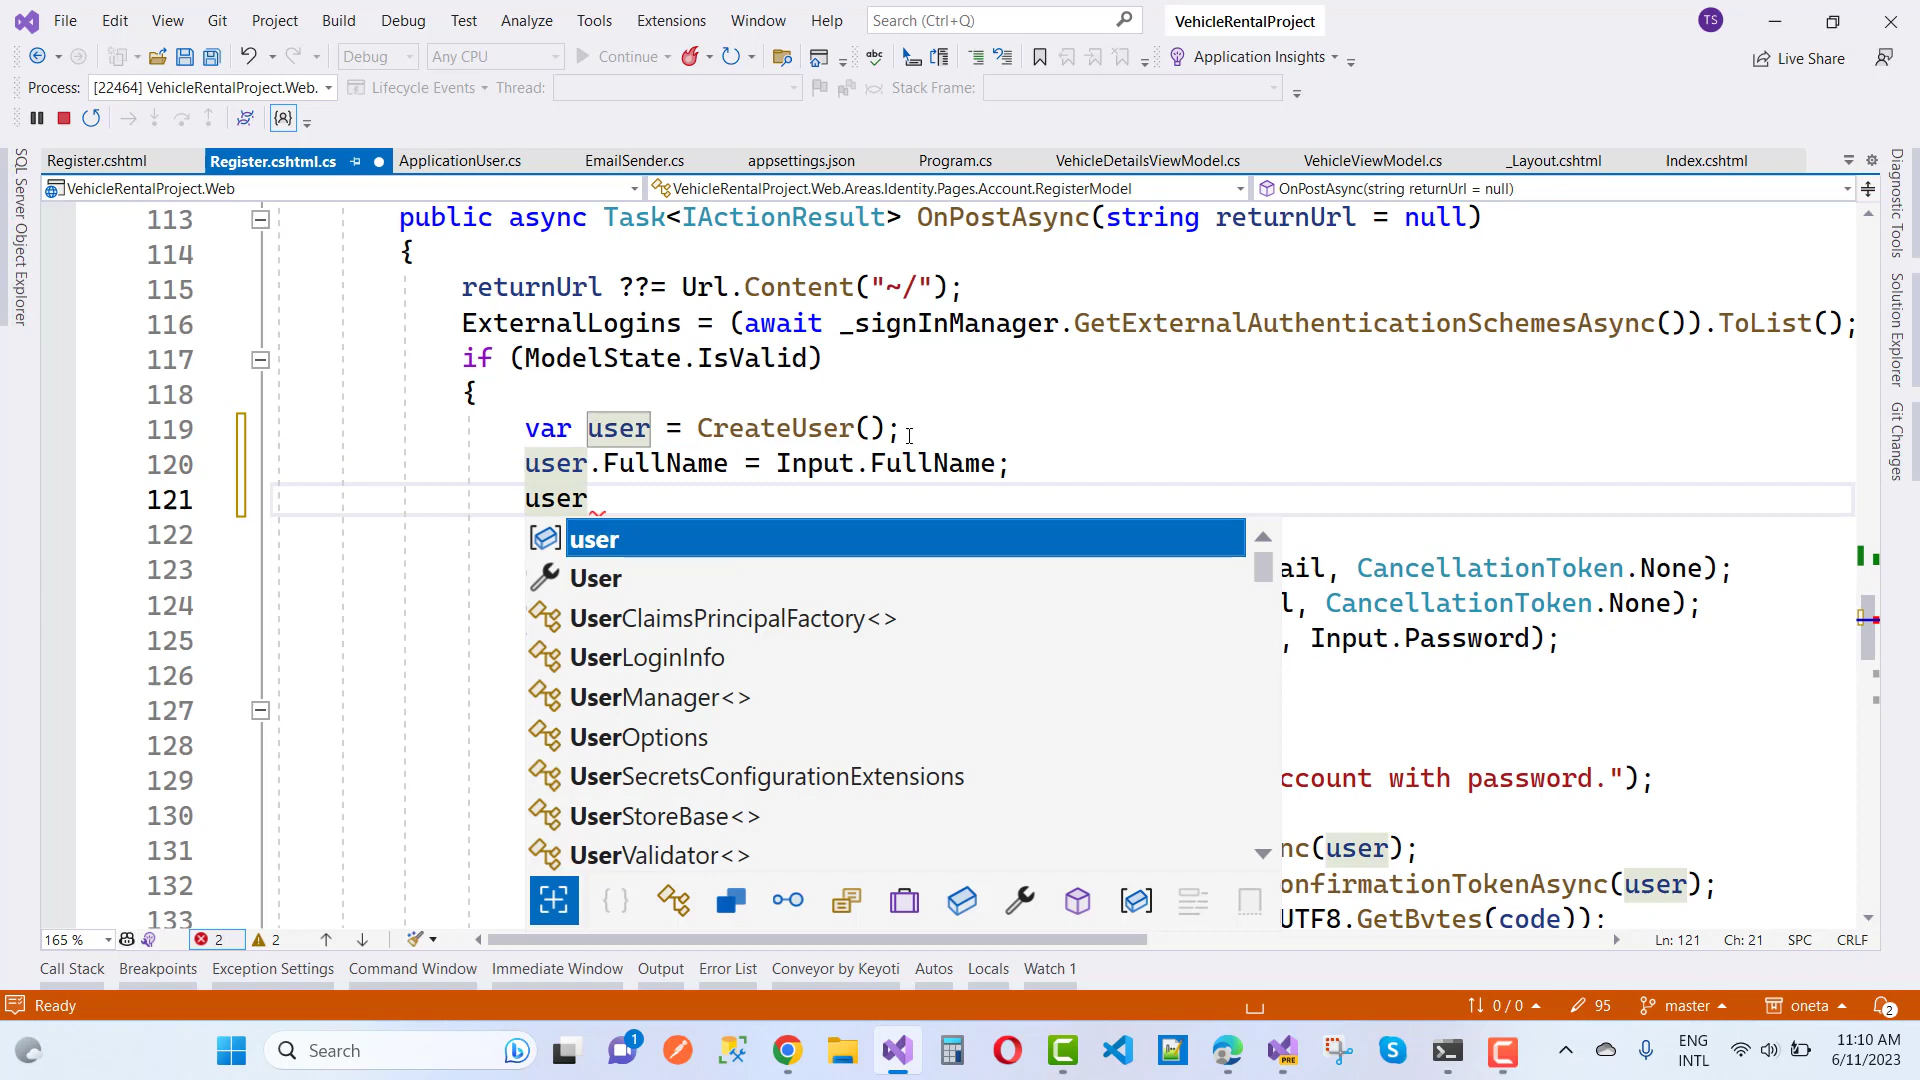 File Edit View Git Project Build Debug Test Analyze Tools Extensions Window Help Search (Ctrl+Q) VehicleRentalProject TS
Debug Any CPU Continue Application Insights Live Share
Process: [22464] VehicleRentalProject.Web. Lifecycle Events Thread: Stack Frame:
Register.cshtml Register.cshtml.cs ApplicationUser.cs EmailSender.cs appsettings.json Program.cs VehicleDetailsViewModel.cs VehicleViewModel.cs _Layout.cshtml Index.cshtml
VehicleRentalProject.Web VehicleRentalProject.Web.Areas.Identity.Pages.Account.RegisterModel OnPostAsync(string returnUrl = null)
SQL Server Object Explorer
Diagnostic Tools
Solution Explorer
Git Changes
113 public async Task<IActionResult> OnPostAsync(string returnUrl = null)
114 {
115 returnUrl ??= Url.Content("~/");
116 ExternalLogins = (await _signInManager.GetExternalAuthenticationSchemesAsync()).ToList();
117 if (ModelState.IsValid)
118 {
119 var user = CreateUser();
120 user.FullName = Input.FullName;
121 user
122
123 ail, CancellationToken.None);
124 l, CancellationToken.None);
125 , Input.Password);
126
127
128
129 ccount with password.");
130
131 nc(user);
132 onfirmationTokenAsync(user);
133 UTF8.GetBytes(code));
user
User
UserClaimsPrincipalFactory<>
UserLoginInfo
UserManager<>
UserOptions
UserSecretsConfigurationExtensions
UserStoreBase<>
UserValidator<>
165 % 2 2 Ln: 121 Ch: 21 SPC CRLF
Call Stack Breakpoints Exception Settings Command Window Immediate Window Output Error List Conveyor by Keyoti Autos Locals Watch 1
Ready 0 / 0 95 master oneta 2
Search 1 PRE ENG INTL 11:10 AM 6/11/2023